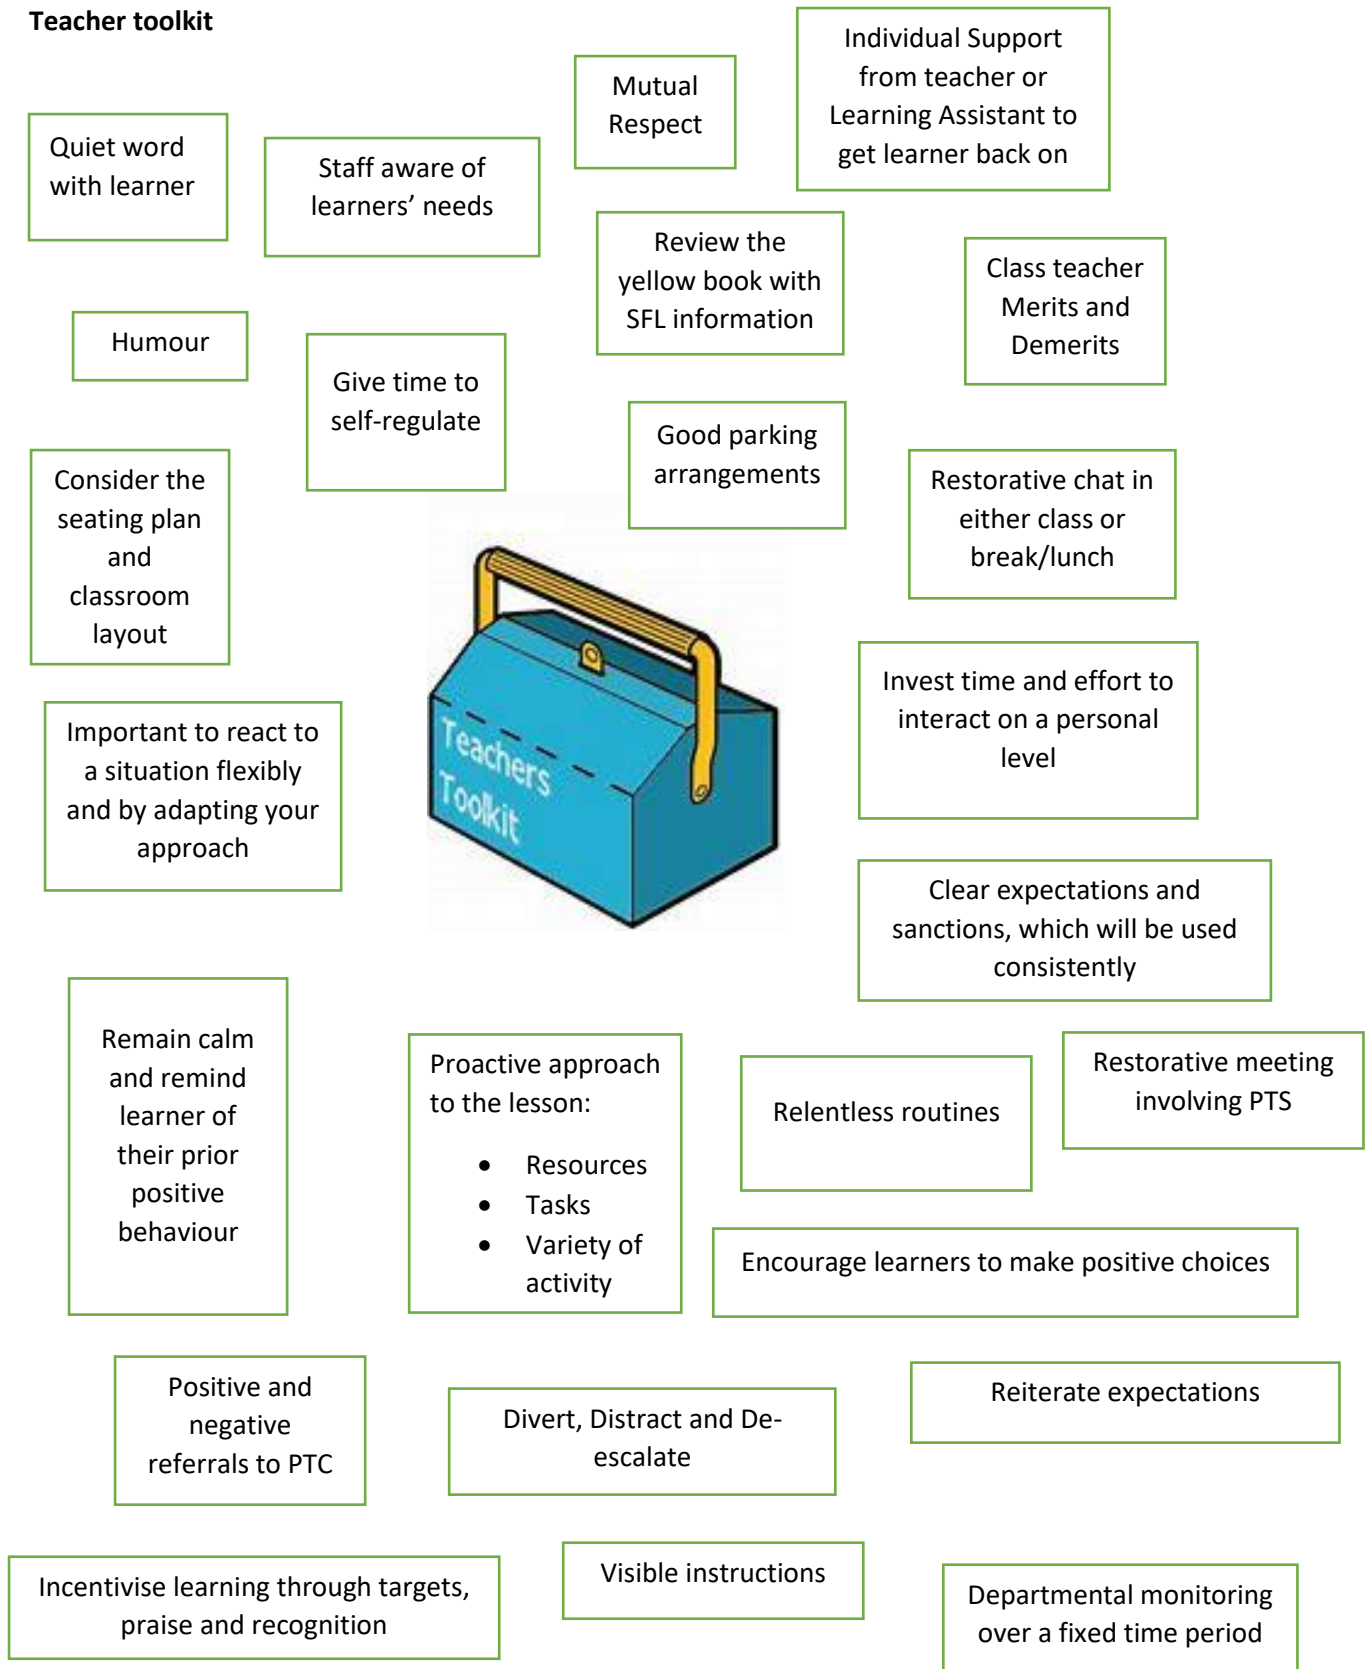 Teacher toolkit
Individual Support
from teacher or
Learning Assistant to
get learner back on
Mutual
Respect
Quiet word
with learner
Staff aware of
learners’ needs
Review the
yellow book with
SFL information
Class teacher
Merits and
Demerits
Humour
Give time to
self-regulate
Good parking
arrangements
Consider the
seating plan
and
classroom
layout
Restorative chat in
either class or
break/lunch
Teachers
Toolkit
Invest time and effort to
interact on a personal
level
Important to react to
a situation flexibly
and by adapting your
approach
Clear expectations and
sanctions, which will be used
consistently
Remain calm
and remind
learner of
their prior
positive
behaviour
Proactive approach
to the lesson:
• Resources
• Tasks
• Variety of
activity
Relentless routines
Restorative meeting
involving PTS
Encourage learners to make positive choices
Positive and
negative
referrals to PTC
Divert, Distract and De-
escalate
Reiterate expectations
Incentivise learning through targets,
praise and recognition
Visible instructions
Departmental monitoring
over a fixed time period